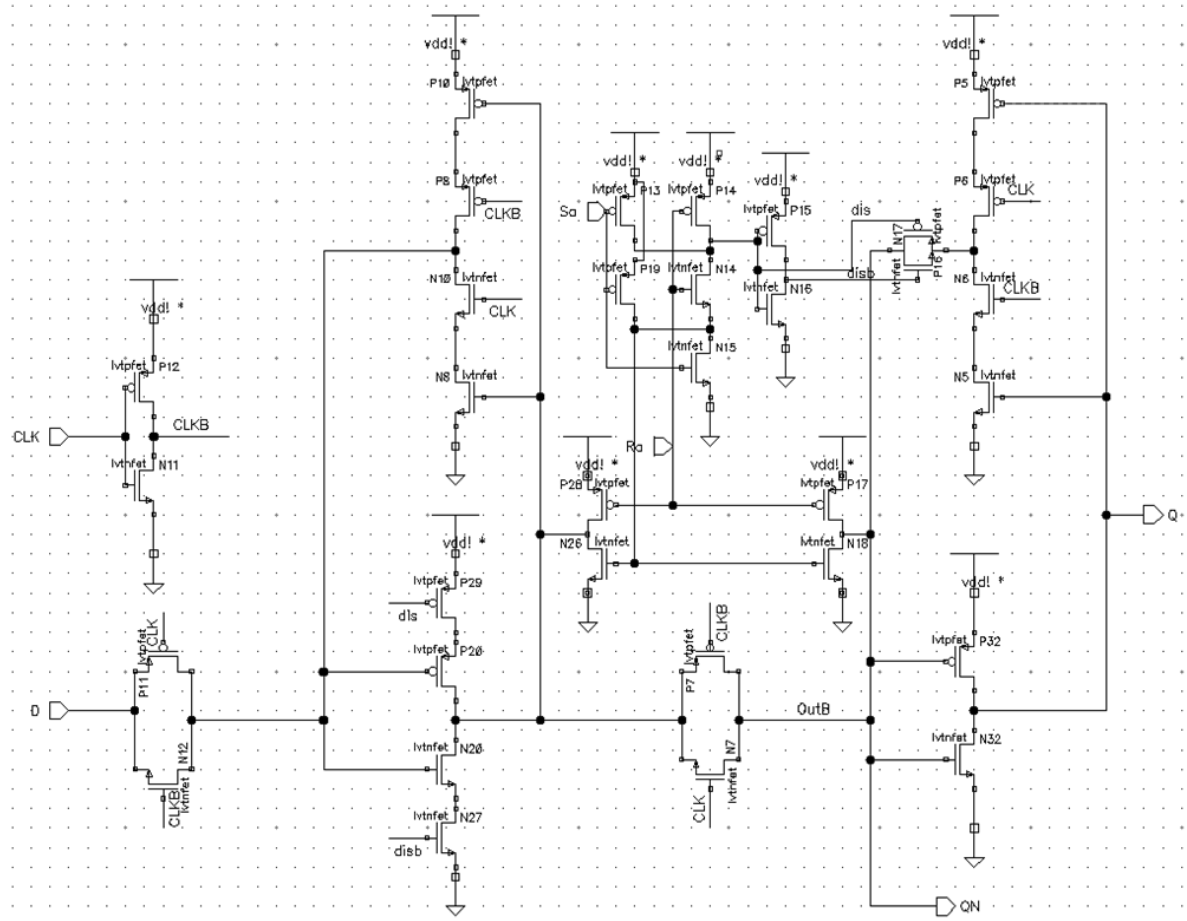 vdd! *
P10 lvtpfet
P8 lvtpfet
CLKB
N10 lvtnfet
CLK
N8 lvtnfet
vdd! *
P5 lvtpfet
P6 lvtpfet
CLK
N6 lvtnfet
CLKB
N5 lvtnfet
vdd! *
vdd! *
vdd! *
lvtpfet P13
lvtpfet P14
Sa
lvtpfet P15
lvtpfet P19
lvtnfet N14
lvtnfet N16
lvtnfet N15
dis
disb
N17
lvtnfet
lvtpfet
P16
vdd! *
lvtpfet P12
CLK
CLKB
lvtnfet N11
Ra
vdd! *
P28 lvtpfet
N26 lvtnfet
vdd! *
lvtpfet P17
lvtnfet N18
Q
vdd! *
lvtpfet P29
dis
lvtpfet P20
lvtnfet N20
lvtnfet N27
disb
CLK
lvtpfet
P11
D
N12
lvtnfet
CLKB
CLKB
lvtpfet
P7
N7
lvtnfet
CLK
OutB
vdd! *
lvtpfet P32
lvtnfet N32
QN